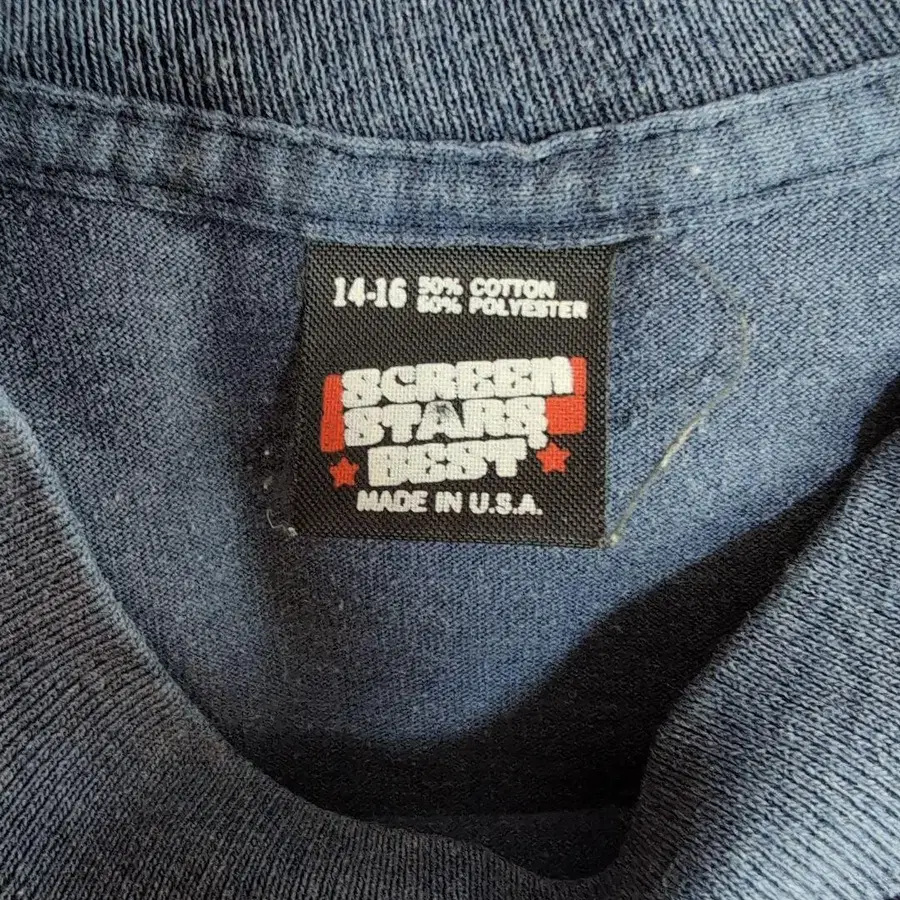 14-16 50% COTTON
50% POLYESTER
SCREEN
STARS
BEST
MADE IN U.S.A.